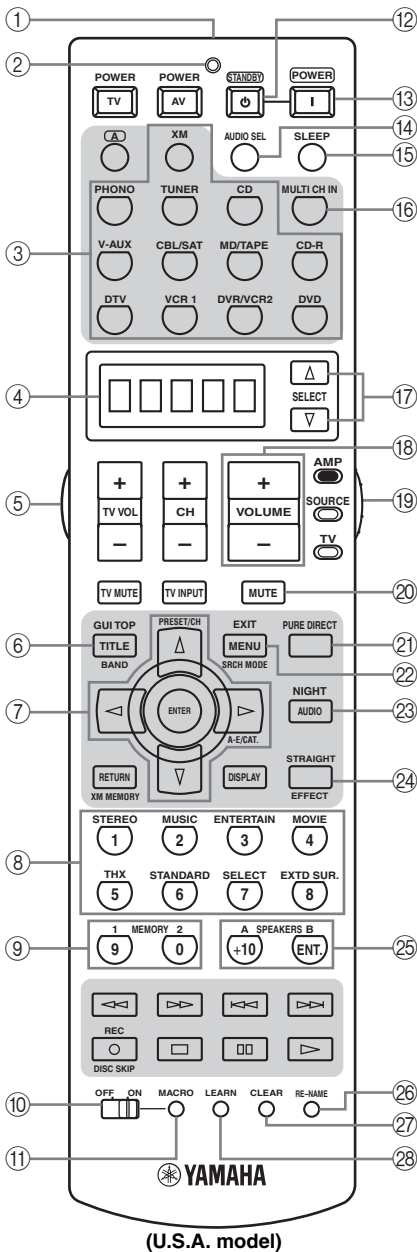 1
12
2
POWER POWER STANDBY POWER
TV AV
13
14
A XM AUDIO SEL SLEEP
15
PHONO TUNER CD MULTI CH IN
16
3
V-AUX CBL/SAT MD/TAPE CD-R
DTV VCR 1 DVR/VCR2 DVD
4
SELECT
17
18
5
+ + + AMP
TV VOL CH VOLUME SOURCE
19
– – – TV
TV MUTE TV INPUT MUTE
20
GUI TOP PRESET/CH EXIT PURE DIRECT
21
6
TITLE MENU
BAND SRCH MODE
22
7
ENTER
NIGHT
AUDIO
23
A-E/CAT.
RETURN DISPLAY STRAIGHT
XM MEMORY EFFECT
24
STEREO MUSIC ENTERTAIN MOVIE
1 2 3 4
8
THX STANDARD SELECT EXTD SUR.
5 6 7 8
1 MEMORY 2 A SPEAKERS B
9
9 0 +10 ENT.
25
REC
DISC SKIP
10
OFF ON MACRO LEARN CLEAR RE–NAME
26
27
11
28
YAMAHA
(U.S.A. model)